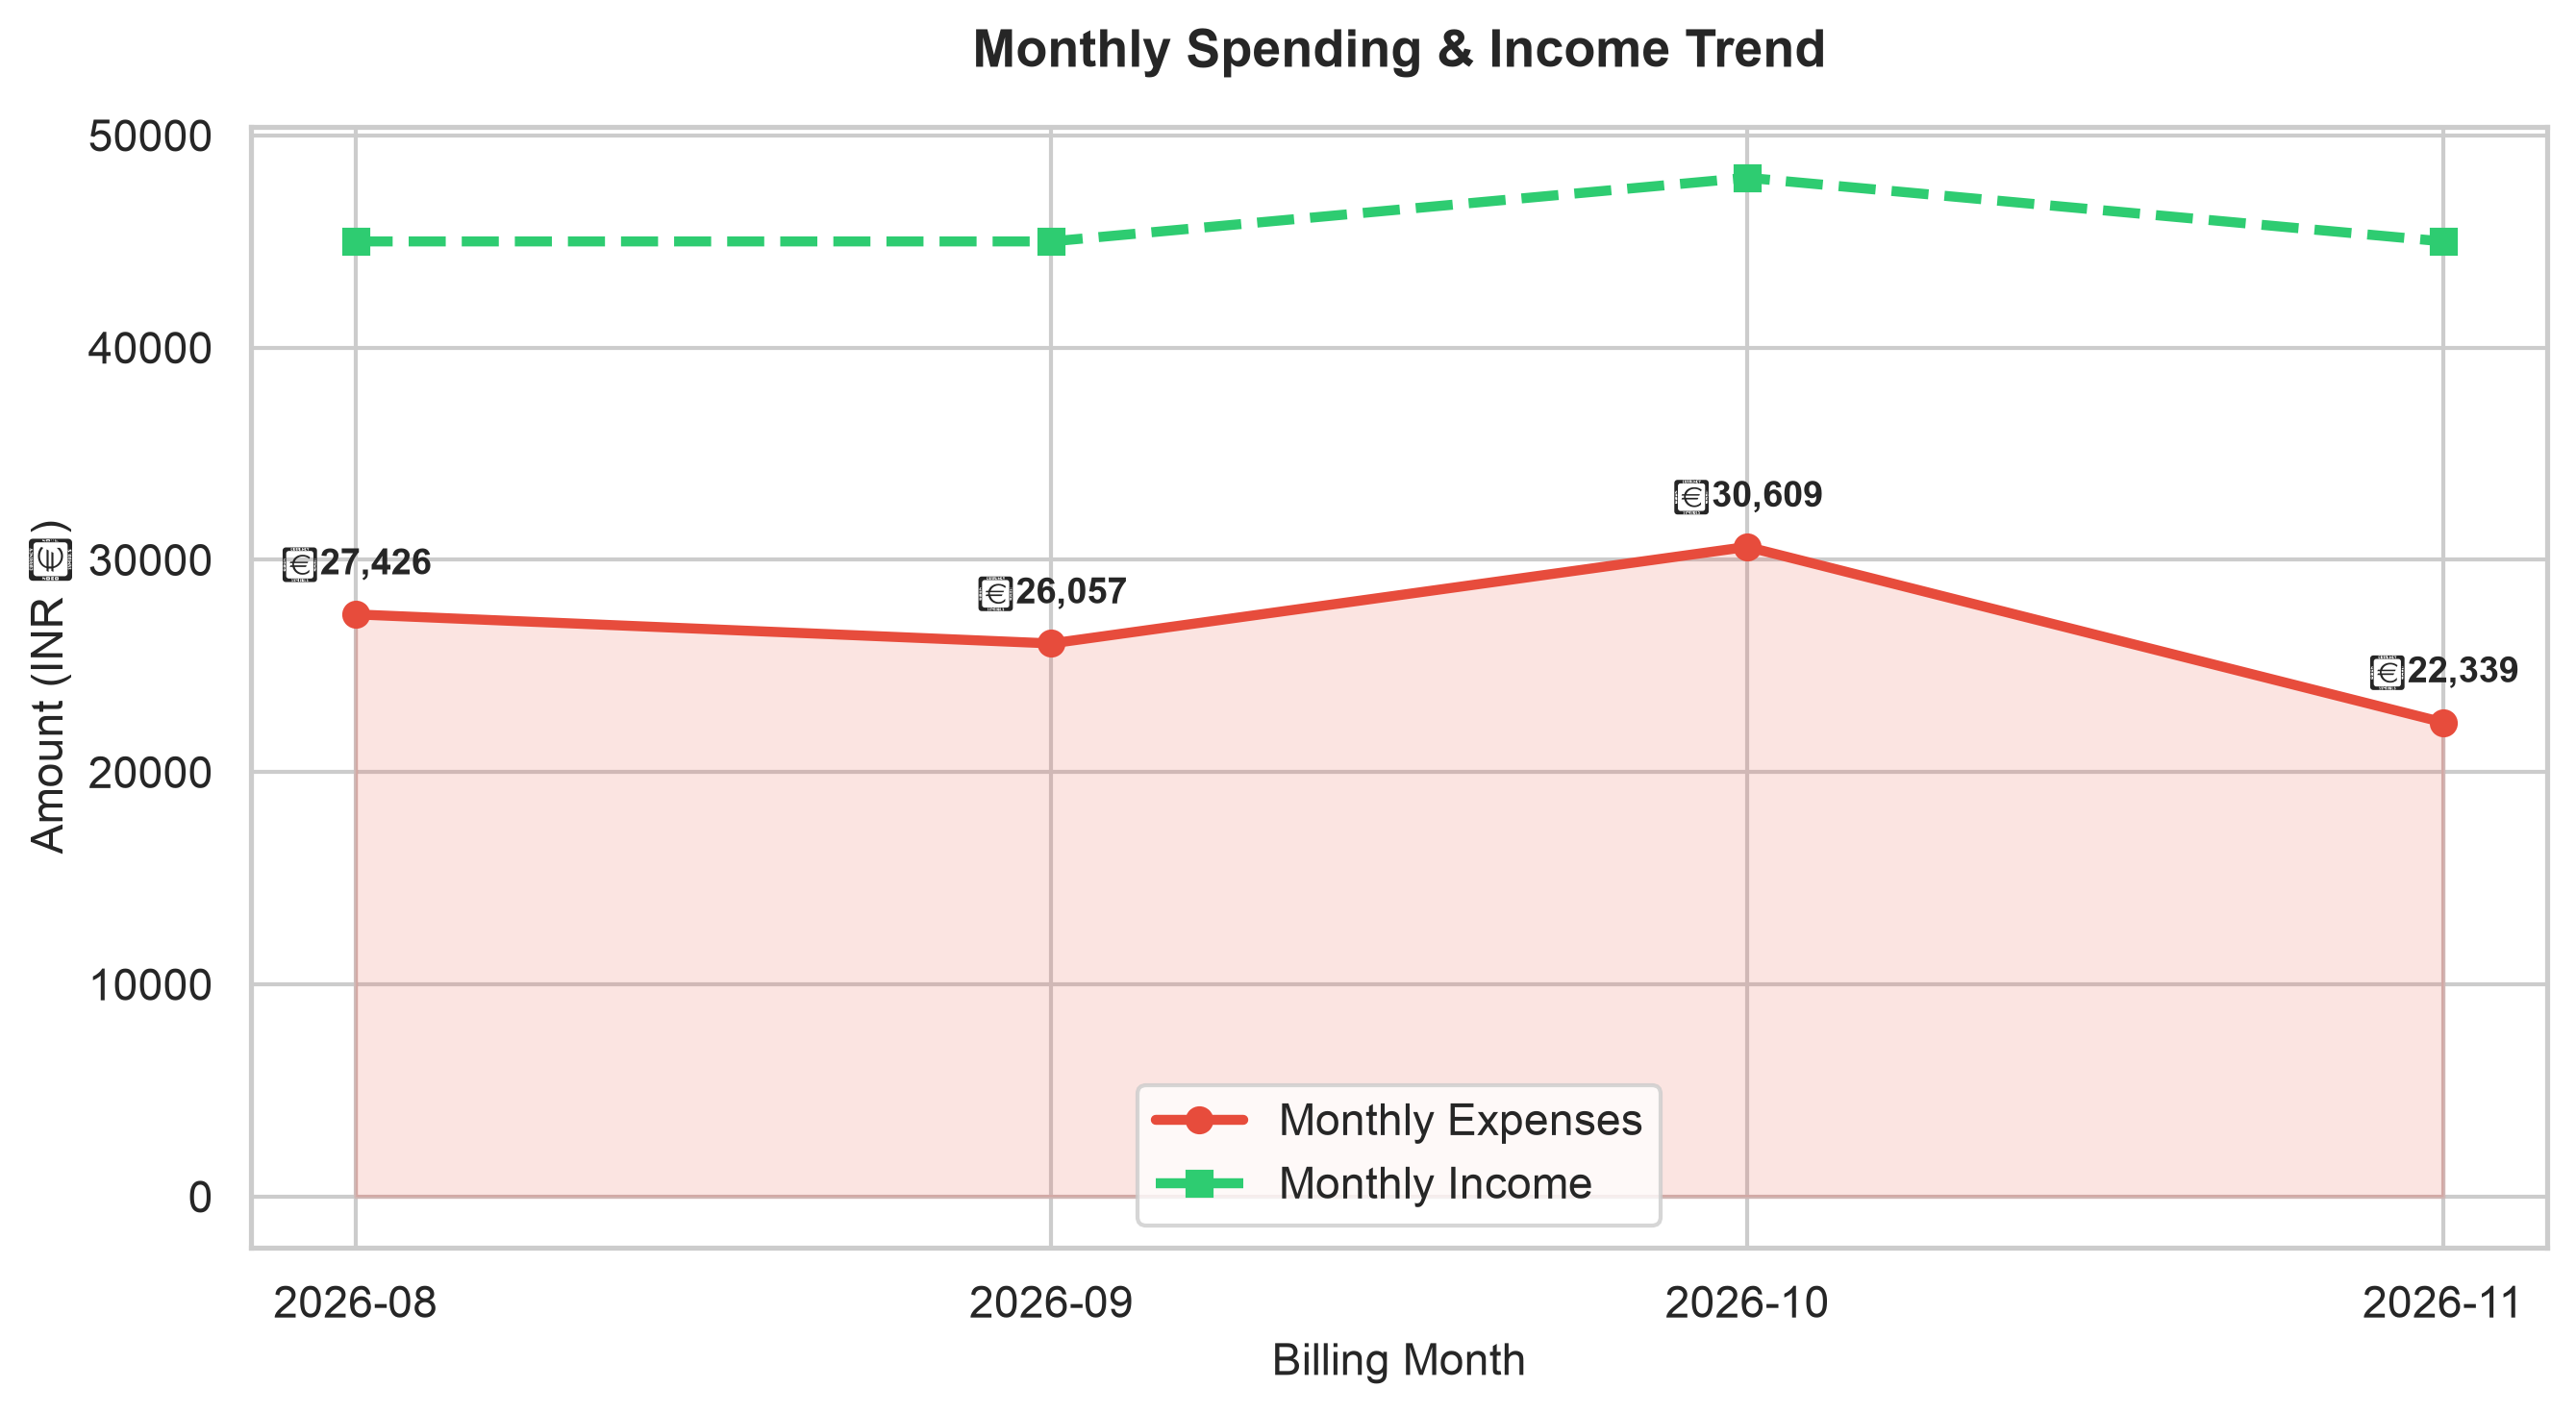 Monthly Spending & Income Trend
Amount (INR )
50000
40000
30000
20000
10000
0
27,426
26,057
30,609
22,339
Monthly Expenses
Monthly Income
2026-08
2026-09
2026-10
2026-11
Billing Month